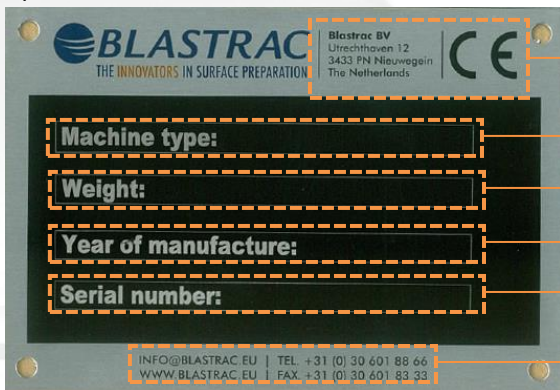 BLASTRAC
THE INNOVATORS IN SURFACE PREPARATION
Blastrac BV
Utrechthaven 12
3433 PN Nieuwegein
The Netherlands
CE
Machine type:
Weight:
Year of manufacture:
Serial number:
INFO@BLASTRAC.EU | TEL. +31 (0) 30 601 88 66
WWW.BLASTRAC.EU | FAX. +31 (0) 30 601 83 33